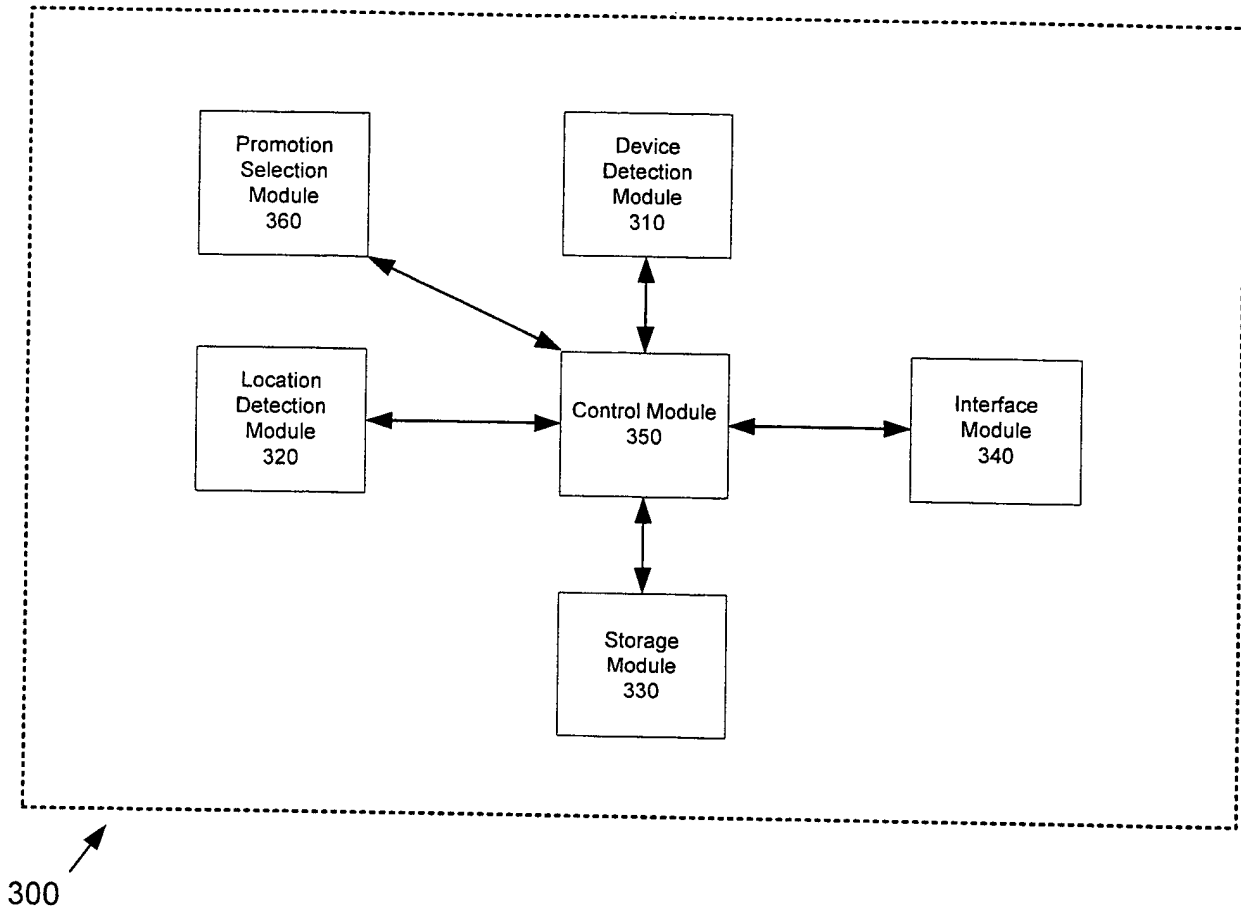 Promotion
Selection
Module
360
Device
Detection
Module
310
Location
Detection
Module
320
Control Module
350
Interface
Module
340
Storage
Module
330
300